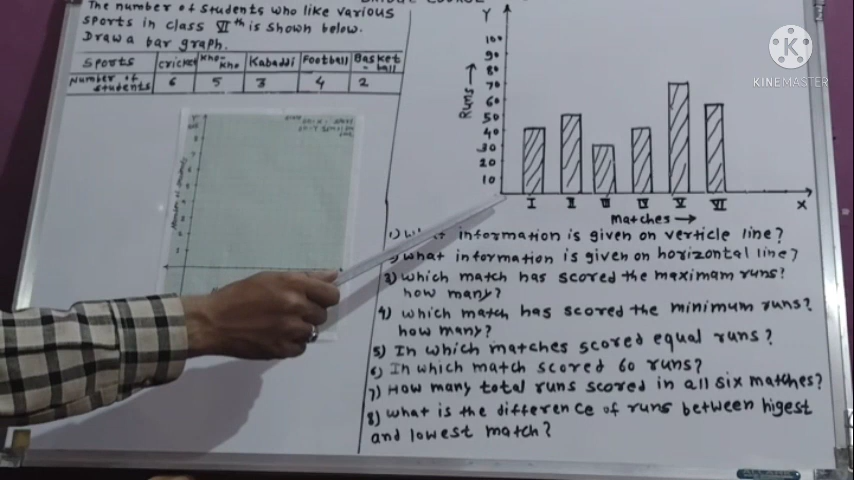 The number of students who like various
sports in class VIth is shown below.
Draw a bar graph.
Sports cricket Kho-Kho Kabaddi Football Basket-ball
Number of students 6 5 3 4 2
Number of students
Y
100
90
80
70
60
50
40
30
20
10
Runs →
I II III IV V VI
X
Matches →
1) information is given on verticle line?
) what information is given on horizontal line?
3) which match has scored the maximam runs?
how many?
4) which match has scored the minimum runs?
how many?
5) In which matches scored equal runs?
6) In which match scored 60 runs?
7) How many total runs scored in all six matches?
8) what is the difference of runs between higest
and lowest match?
K
KINEMASTER